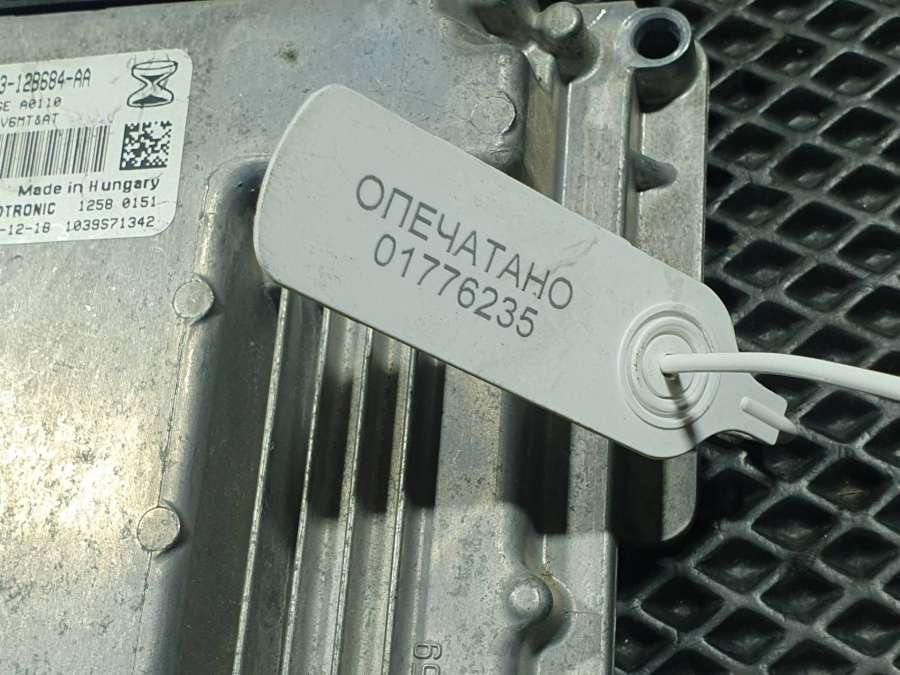 3-12B684-AA
GE A0110
V6MT&AT
Made in Hungary
OTRONIC 1258 0151
-12-18 1039S71342
ОПЕЧАТАНО
01776235